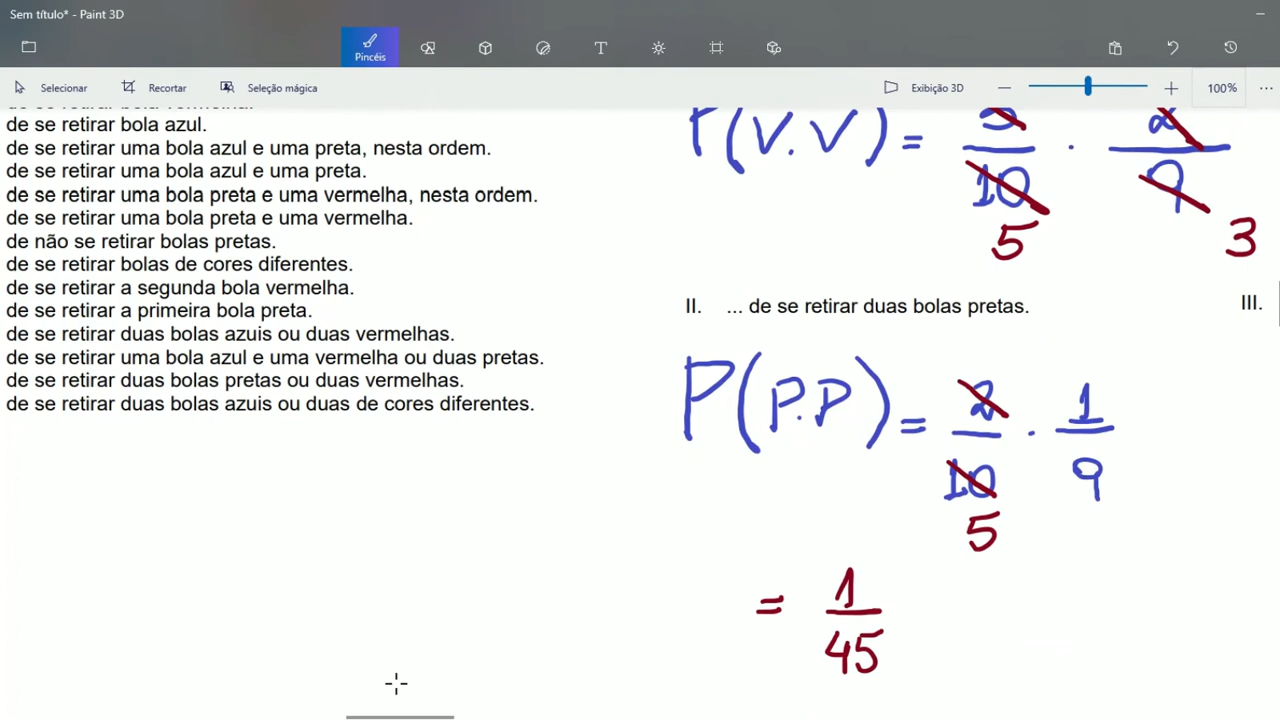 Sem título* - Paint 3D
Pincéis
Selecionar
Recortar
Seleção mágica
Exibição 3D
100%
de se retirar bola vermelha.
de se retirar bola azul.
de se retirar uma bola azul e uma preta, nesta ordem.
de se retirar uma bola azul e uma preta.
de se retirar uma bola preta e uma vermelha, nesta ordem.
de se retirar uma bola preta e uma vermelha.
de não se retirar bolas pretas.
de se retirar bolas de cores diferentes.
de se retirar a segunda bola vermelha.
de se retirar a primeira bola preta.
de se retirar duas bolas azuis ou duas vermelhas.
de se retirar uma bola azul e uma vermelha ou duas pretas.
de se retirar duas bolas pretas ou duas vermelhas.
de se retirar duas bolas azuis ou duas de cores diferentes.
P(V.V) = 3/10 . 2/9
5
3
II. ... de se retirar duas bolas pretas.
III.
P(P.P) = 2/10 . 1/9
5
= 1/45